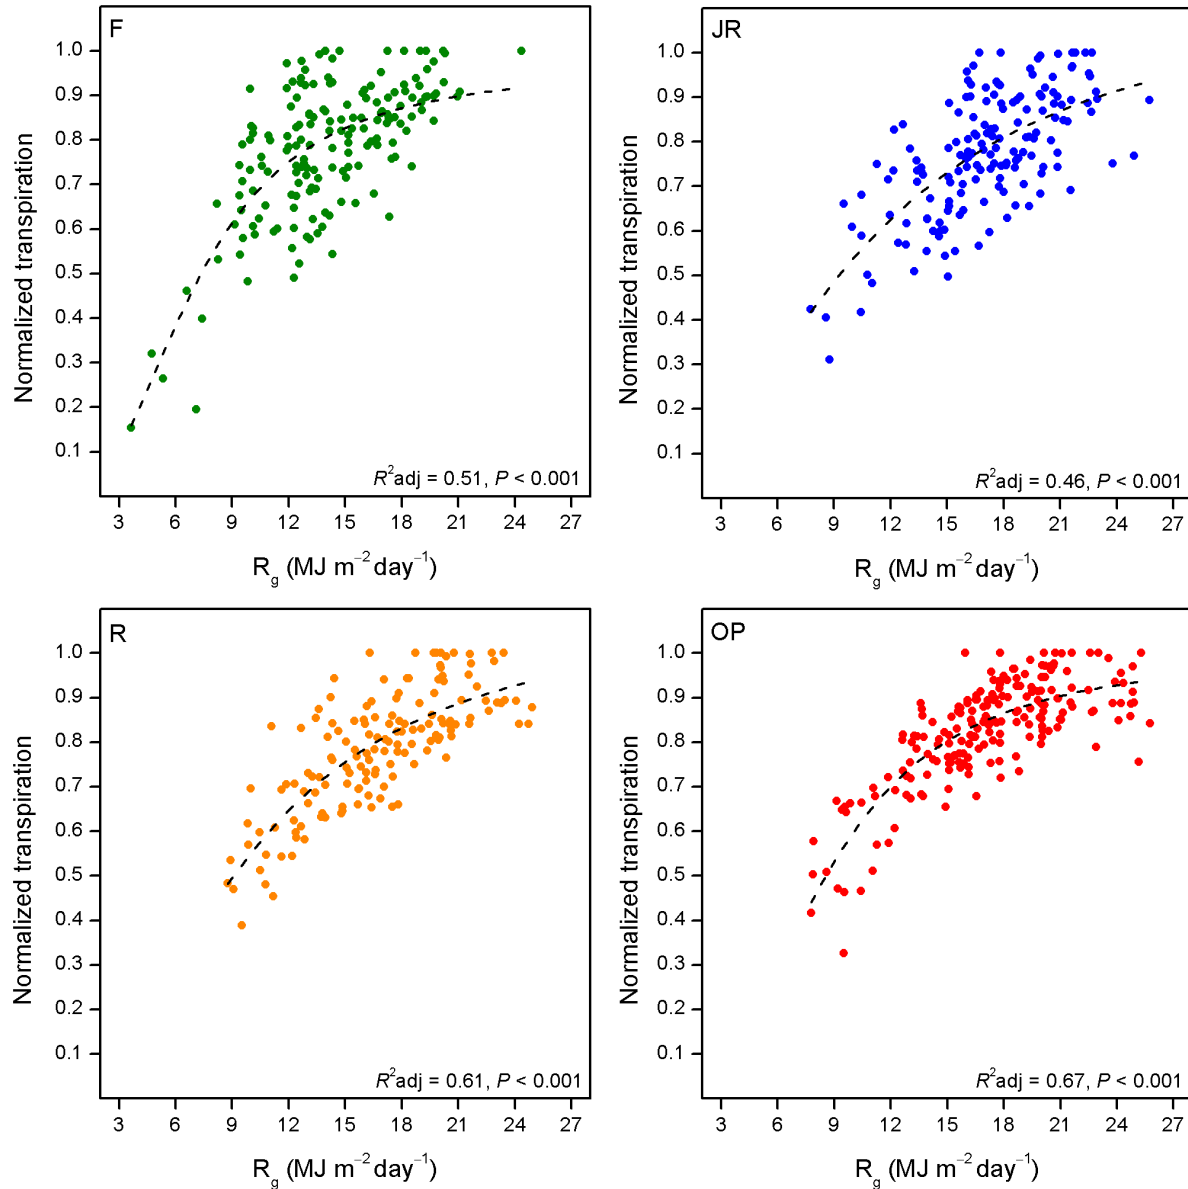 F
1.0
0.9
0.8
0.7
0.6
0.5
0.4
0.3
0.2
0.1
Normalized transpiration
R²adj = 0.51, P < 0.001
3 6 9 12 15 18 21 24 27
R_g (MJ m⁻² day⁻¹)
JR
1.0
0.9
0.8
0.7
0.6
0.5
0.4
0.3
0.2
0.1
Normalized transpiration
R²adj = 0.46, P < 0.001
3 6 9 12 15 18 21 24 27
R_g (MJ m⁻² day⁻¹)
R
1.0
0.9
0.8
0.7
0.6
0.5
0.4
0.3
0.2
0.1
Normalized transpiration
R²adj = 0.61, P < 0.001
3 6 9 12 15 18 21 24 27
R_g (MJ m⁻² day⁻¹)
OP
1.0
0.9
0.8
0.7
0.6
0.5
0.4
0.3
0.2
0.1
Normalized transpiration
R²adj = 0.67, P < 0.001
3 6 9 12 15 18 21 24 27
R_g (MJ m⁻² day⁻¹)